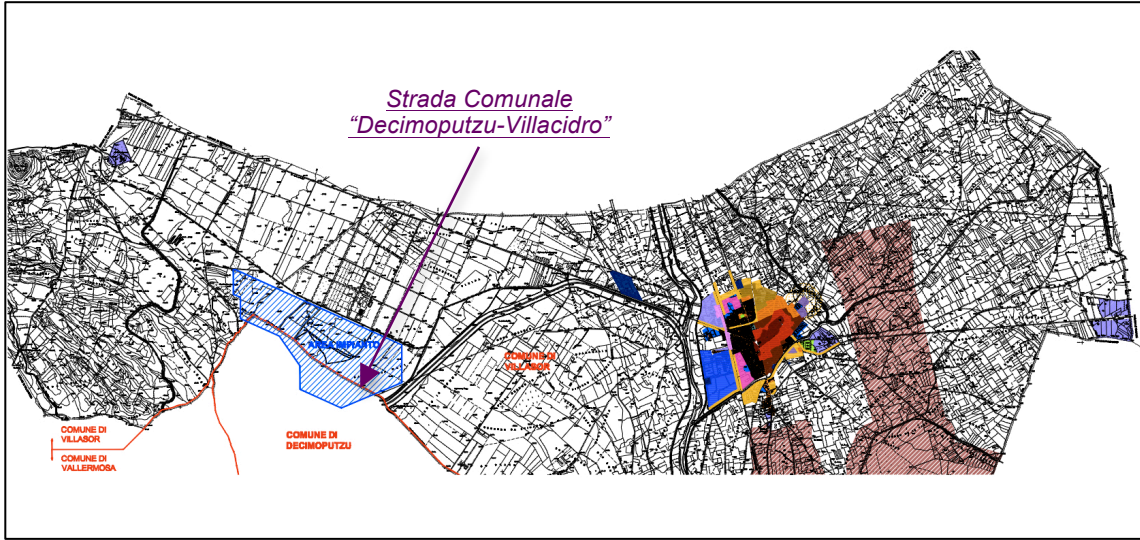 Strada Comunale
“Decimoputzu-Villacidro”
AREA IMPIANTO
COMUNE DI
VILLASOR
COMUNE DI
VILLASOR
COMUNE DI
VALLERMOSA
COMUNE DI
DECIMOPUTZU